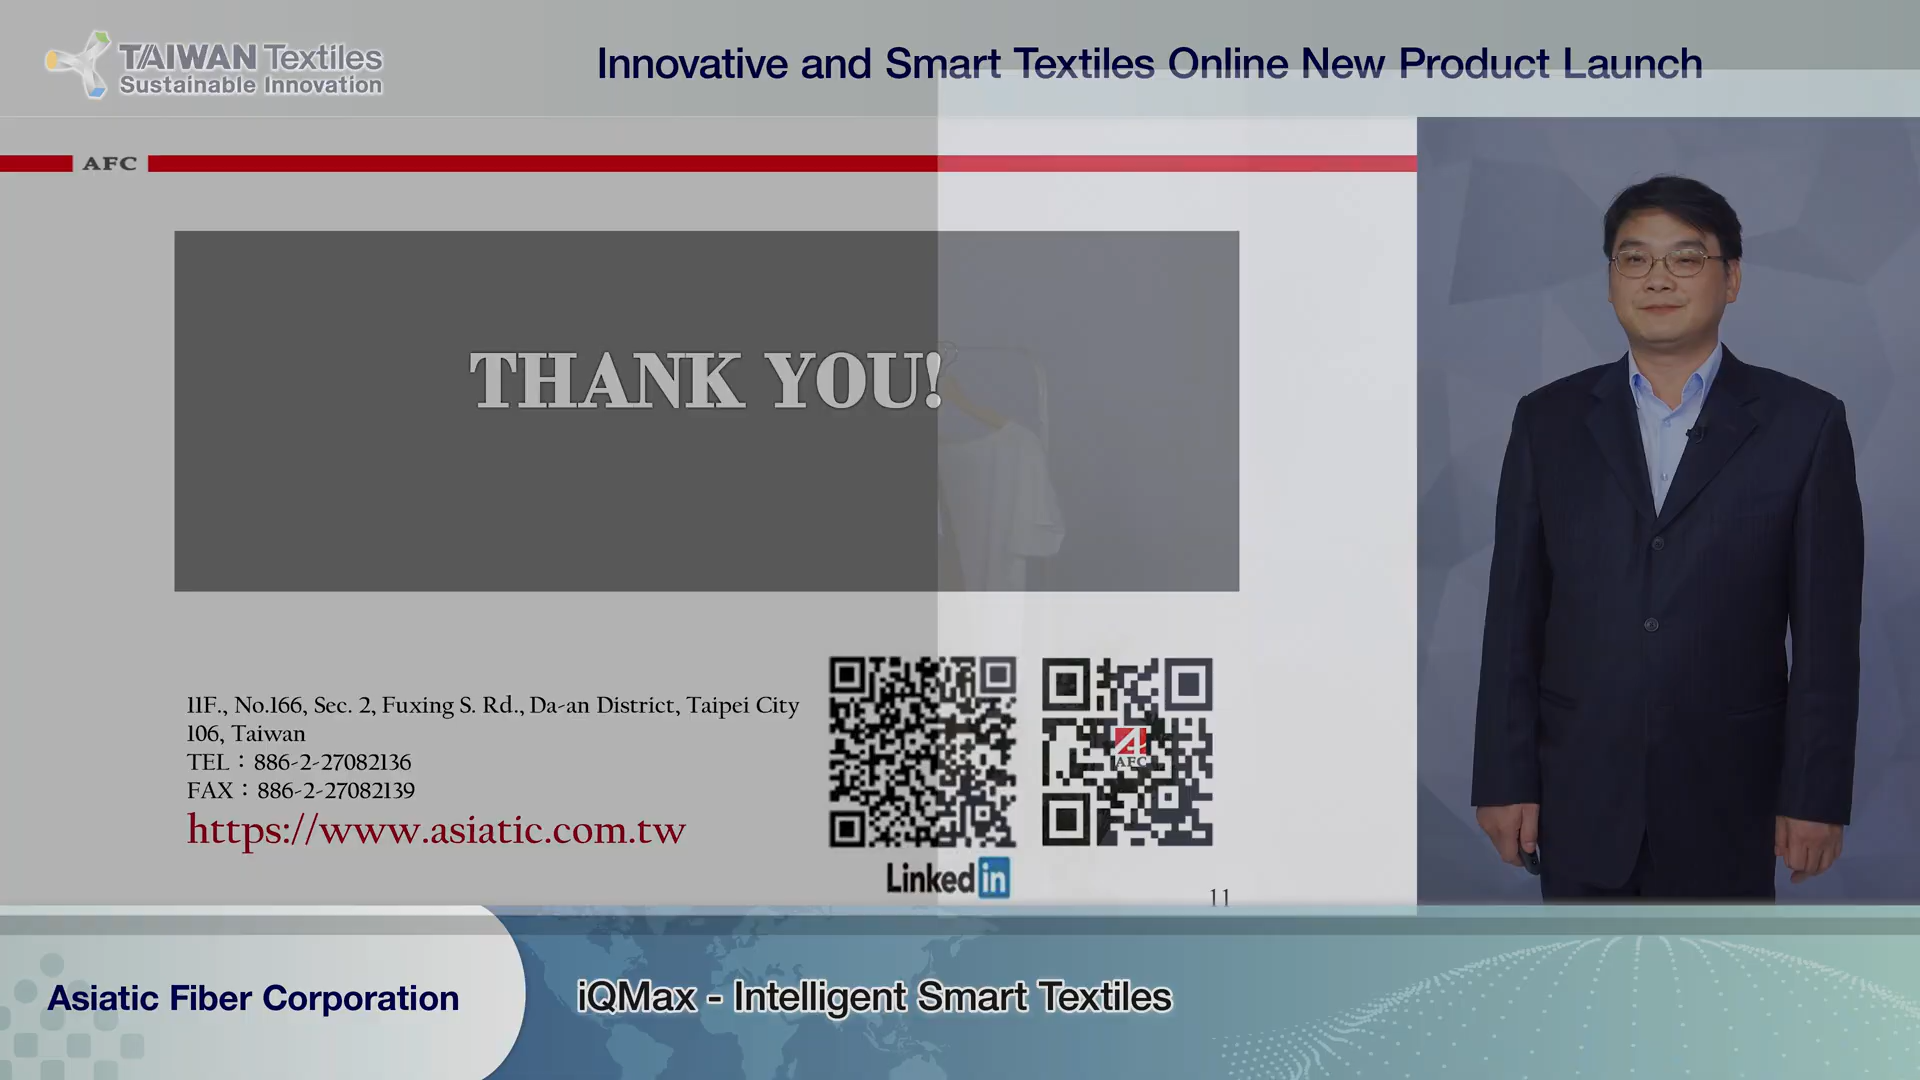 TAIWAN Textiles
Sustainable Innovation
Innovative and Smart Textiles Online New Product Launch
AFC
THANK YOU!
11F., No.166, Sec. 2, Fuxing S. Rd., Da-an District, Taipei City
106, Taiwan
TEL：886-2-27082136
FAX：886-2-27082139
https://www.asiatic.com.tw
AFC
Linked in
11
Asiatic Fiber Corporation
iQMax - Intelligent Smart Textiles